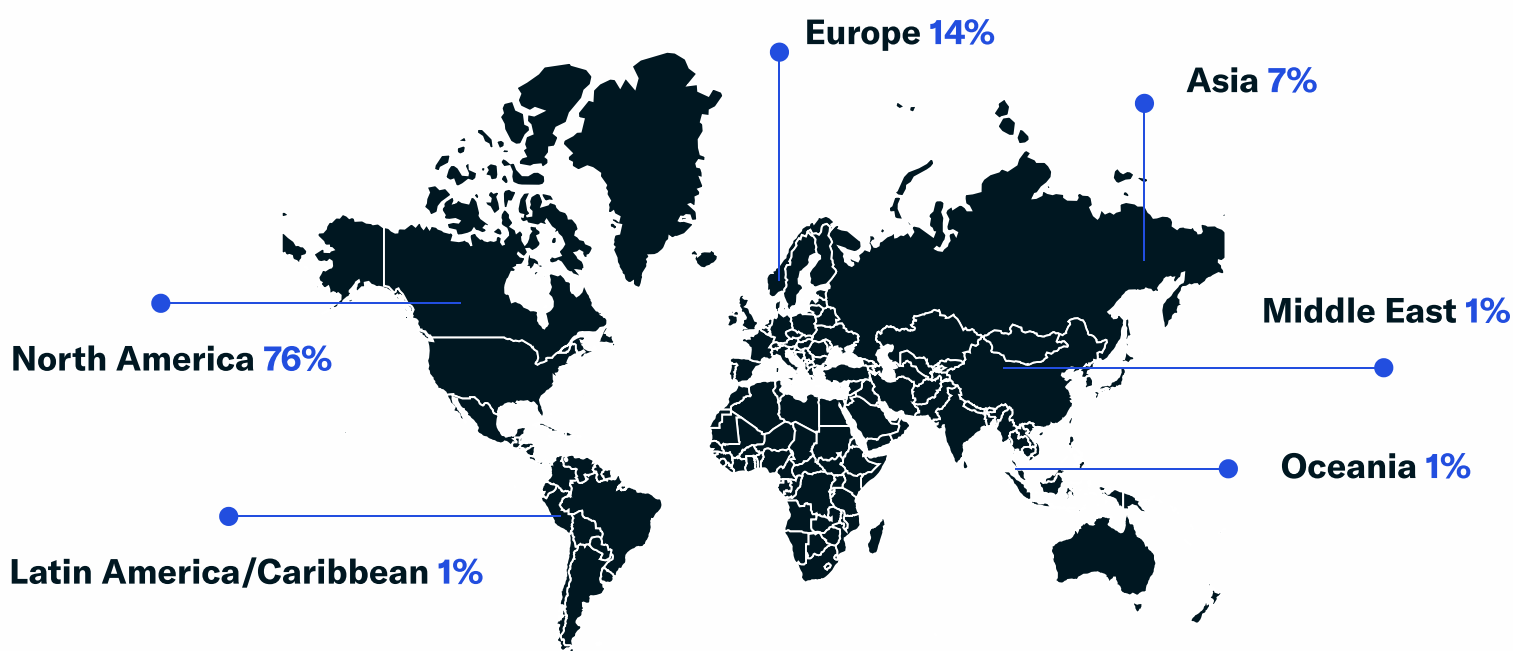 Europe 14%
Asia 7%
Middle East 1%
North America 76%
Oceania 1%
Latin America/Caribbean 1%